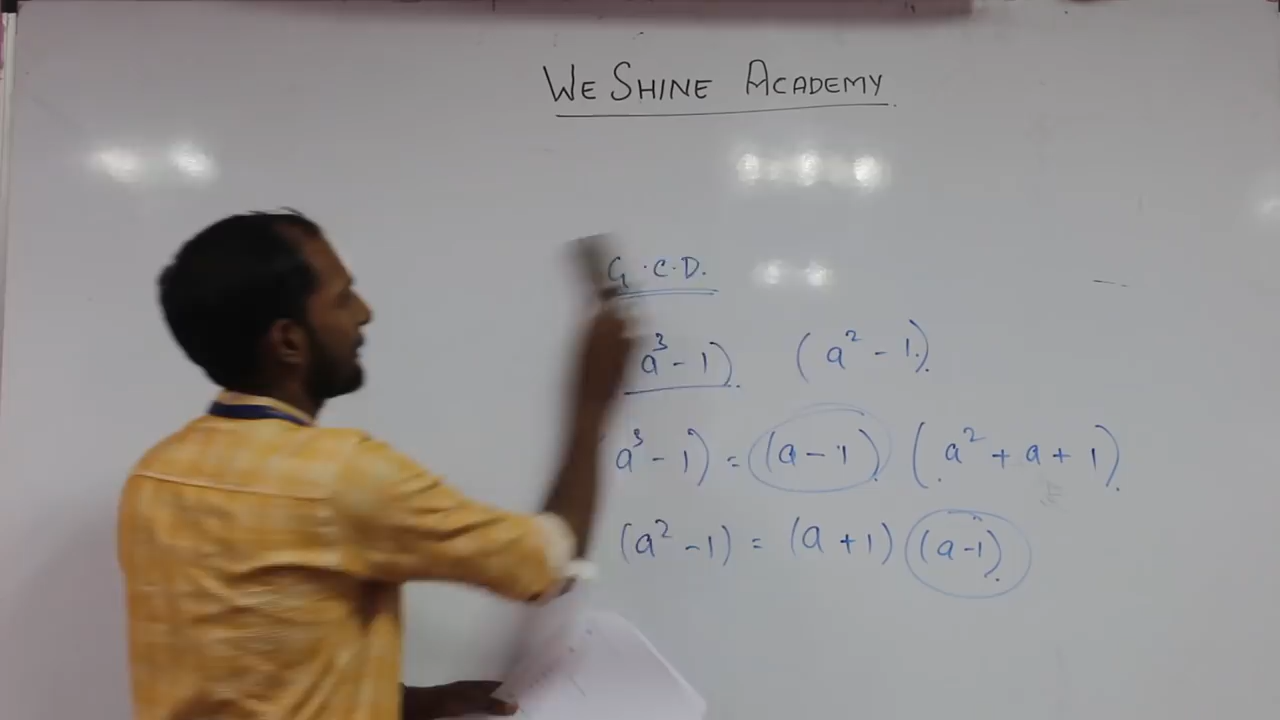 WE SHINE ACADEMY
G.C.D.
a³ - 1) (a² - 1)
a³ - 1) = (a - 1) (a² + a + 1)
(a² - 1) = (a + 1) (a - 1)